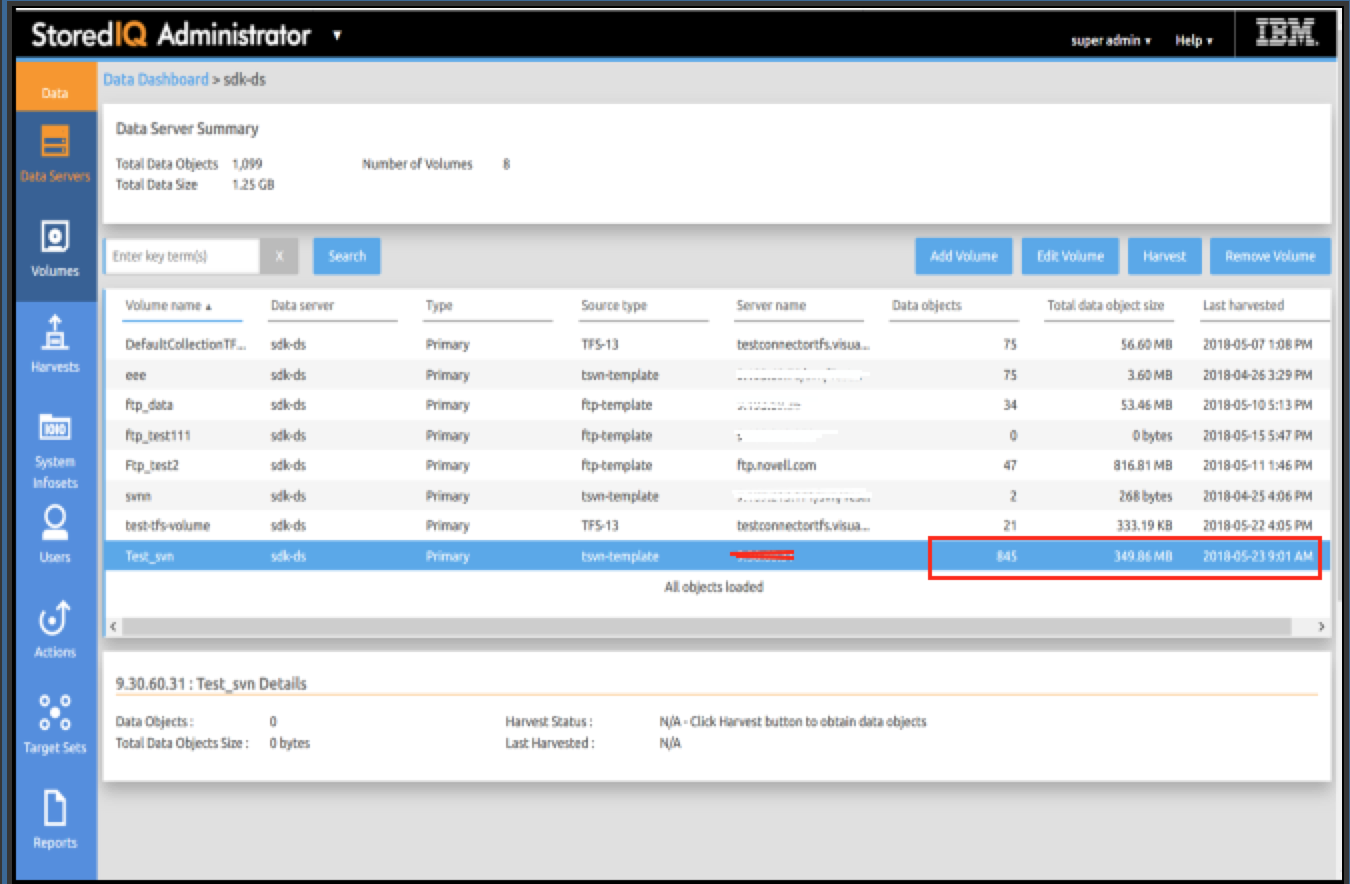 StoredIQ Administrator ▾ super admin ▾ Help ▾ IBM.
Data
Data Servers
Volumes
Harvests
System
Infosets
Users
Actions
Target Sets
Reports
Data Dashboard > sdk-ds
Data Server Summary
Total Data Objects 1,099 Number of Volumes 8
Total Data Size 1.25 GB
Enter key term(s) X Search Add Volume Edit Volume Harvest Remove Volume
Volume name ▴ Data server Type Source type Server name Data objects Total data object size Last harvested
DefaultCollectionTF... sdk-ds Primary TFS-13 testconnectortfs.visua... 75 56.60 MB 2018-05-07 1:08 PM
eee sdk-ds Primary tsvn-template 75 3.60 MB 2018-04-26 3:29 PM
ftp_data sdk-ds Primary ftp-template 34 53.46 MB 2018-05-10 5:13 PM
ftp_test111 sdk-ds Primary ftp-template 0 0 bytes 2018-05-15 5:47 PM
Ftp_test2 sdk-ds Primary ftp-template ftp.novell.com 47 816.81 MB 2018-05-11 1:46 PM
svnn sdk-ds Primary tsvn-template 2 268 bytes 2018-04-25 4:06 PM
test-tfs-volume sdk-ds Primary TFS-13 testconnectortfs.visua... 21 333.19 KB 2018-05-22 4:05 PM
Test_svn sdk-ds Primary tsvn-template 845 349.86 MB 2018-05-23 9:01 AM
All objects loaded
9.30.60.31 : Test_svn Details
Data Objects : 0 Harvest Status : N/A - Click Harvest button to obtain data objects
Total Data Objects Size : 0 bytes Last Harvested : N/A